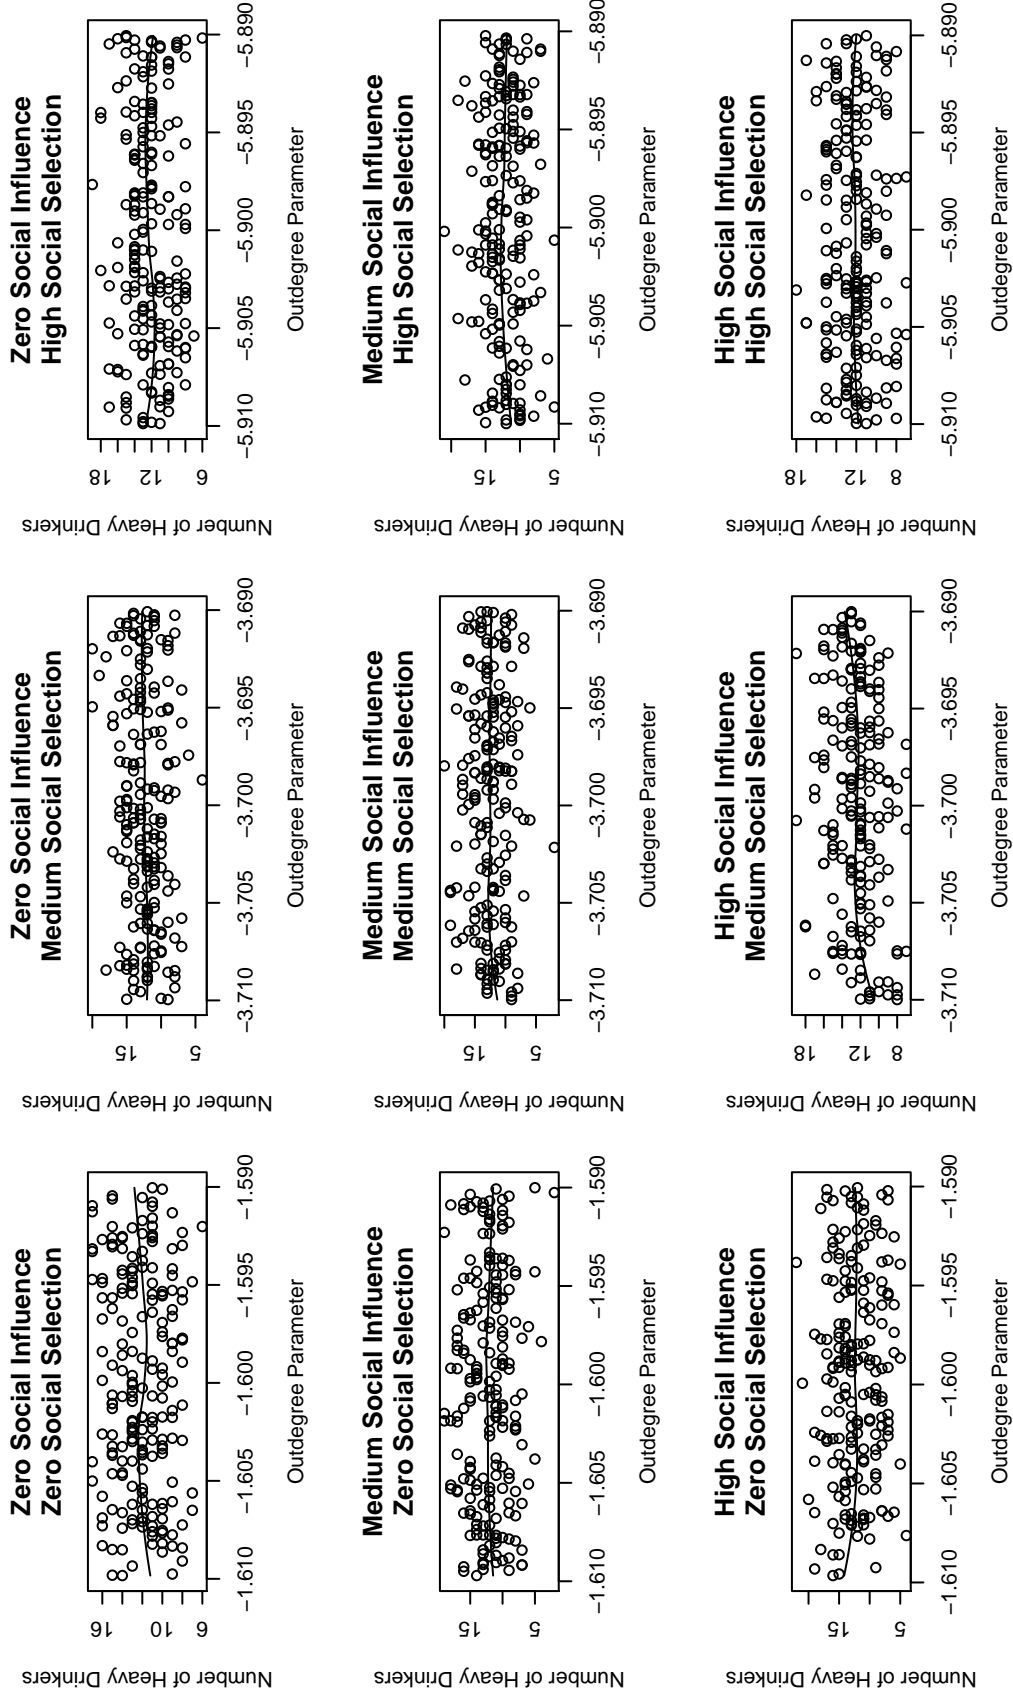 Zero Social Influence
Zero Social Selection
Number of Heavy Drinkers
16
10
6
−1.610
−1.605
−1.600
−1.595
−1.590
Outdegree Parameter
Zero Social Influence
Medium Social Selection
Number of Heavy Drinkers
15
5
−3.710
−3.705
−3.700
−3.695
−3.690
Outdegree Parameter
Zero Social Influence
High Social Selection
Number of Heavy Drinkers
18
12
6
−5.910
−5.905
−5.900
−5.895
−5.890
Outdegree Parameter
Medium Social Influence
Zero Social Selection
Number of Heavy Drinkers
15
5
−1.610
−1.605
−1.600
−1.595
−1.590
Outdegree Parameter
Medium Social Influence
Medium Social Selection
Number of Heavy Drinkers
15
5
−3.710
−3.705
−3.700
−3.695
−3.690
Outdegree Parameter
Medium Social Influence
High Social Selection
Number of Heavy Drinkers
15
5
−5.910
−5.905
−5.900
−5.895
−5.890
Outdegree Parameter
High Social Influence
Zero Social Selection
Number of Heavy Drinkers
15
5
−1.610
−1.605
−1.600
−1.595
−1.590
Outdegree Parameter
High Social Influence
Medium Social Selection
Number of Heavy Drinkers
18
12
8
−3.710
−3.705
−3.700
−3.695
−3.690
Outdegree Parameter
High Social Influence
High Social Selection
Number of Heavy Drinkers
18
12
8
−5.910
−5.905
−5.900
−5.895
−5.890
Outdegree Parameter